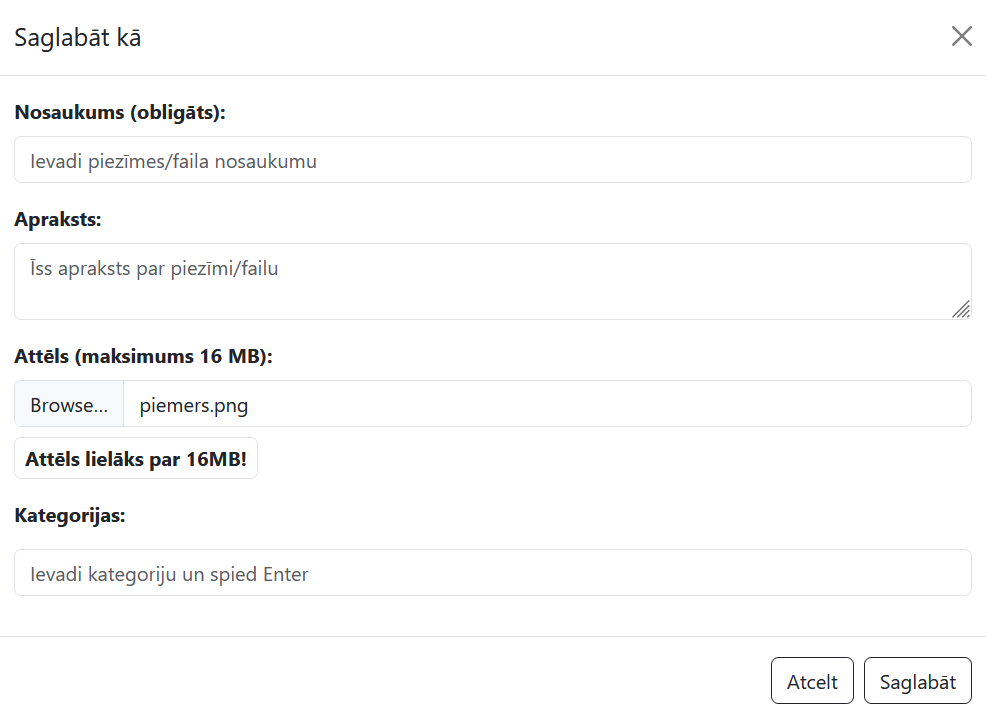 Saglabāt kā
Nosaukums (obligāts):
Ievadi piezīmes/faila nosaukumu
Apraksts:
Īss apraksts par piezīmi/failu
Attēls (maksimums 16 MB):
Browse... piemers.png
Attēls lielāks par 16MB!
Kategorijas:
Ievadi kategoriju un spied Enter
Atcelt Saglabāt